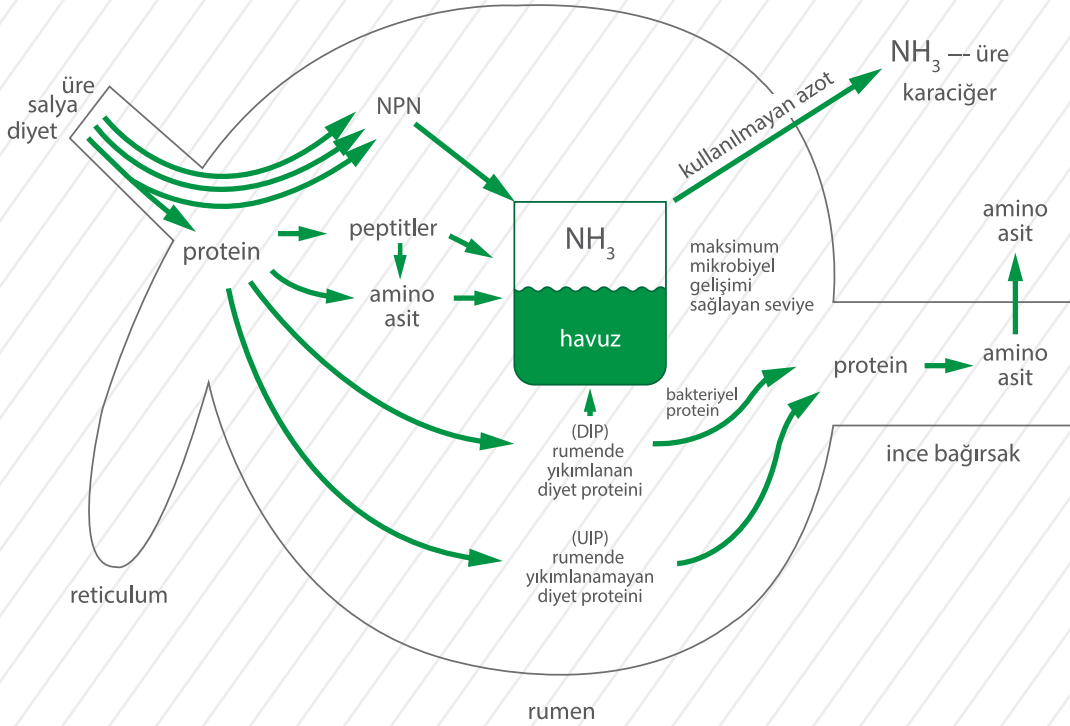 üre
salya
diyet
NPN
NH3 –– üre
karaciğer
kullanılmayan azot
protein
peptitler
amino
asit
NH3
havuz
maksimum
mikrobiyel
gelişimi
sağlayan seviye
amino
asit
protein
amino
asit
bakteriyel
protein
(DIP)
rumende
yıkımlanan
diyet proteini
ince bağırsak
(UIP)
rumende
yıkımlanamayan
diyet proteini
reticulum
rumen